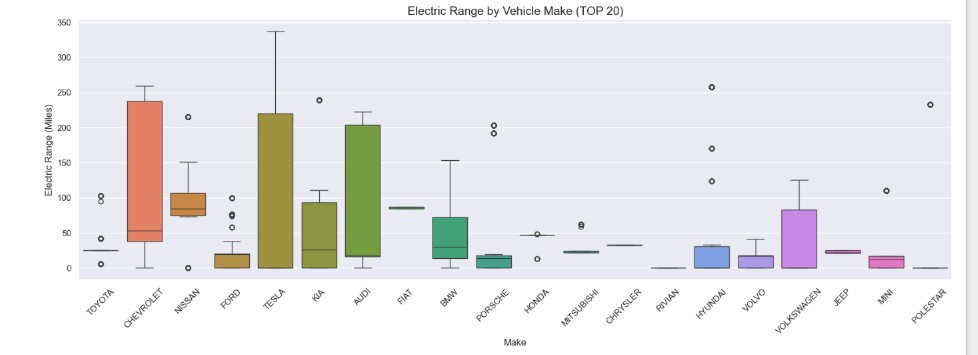 Electric Range by Vehicle Make (TOP 20)
Electric Range (Miles)
350
300
250
200
150
100
50
0
TOYOTA
CHEVROLET
NISSAN
FORD
TESLA
KIA
AUDI
FIAT
BMW
PORSCHE
HONDA
MITSUBISHI
CHRYSLER
RIVIAN
HYUNDAI
VOLVO
VOLKSWAGEN
JEEP
MINI
POLESTAR
Make